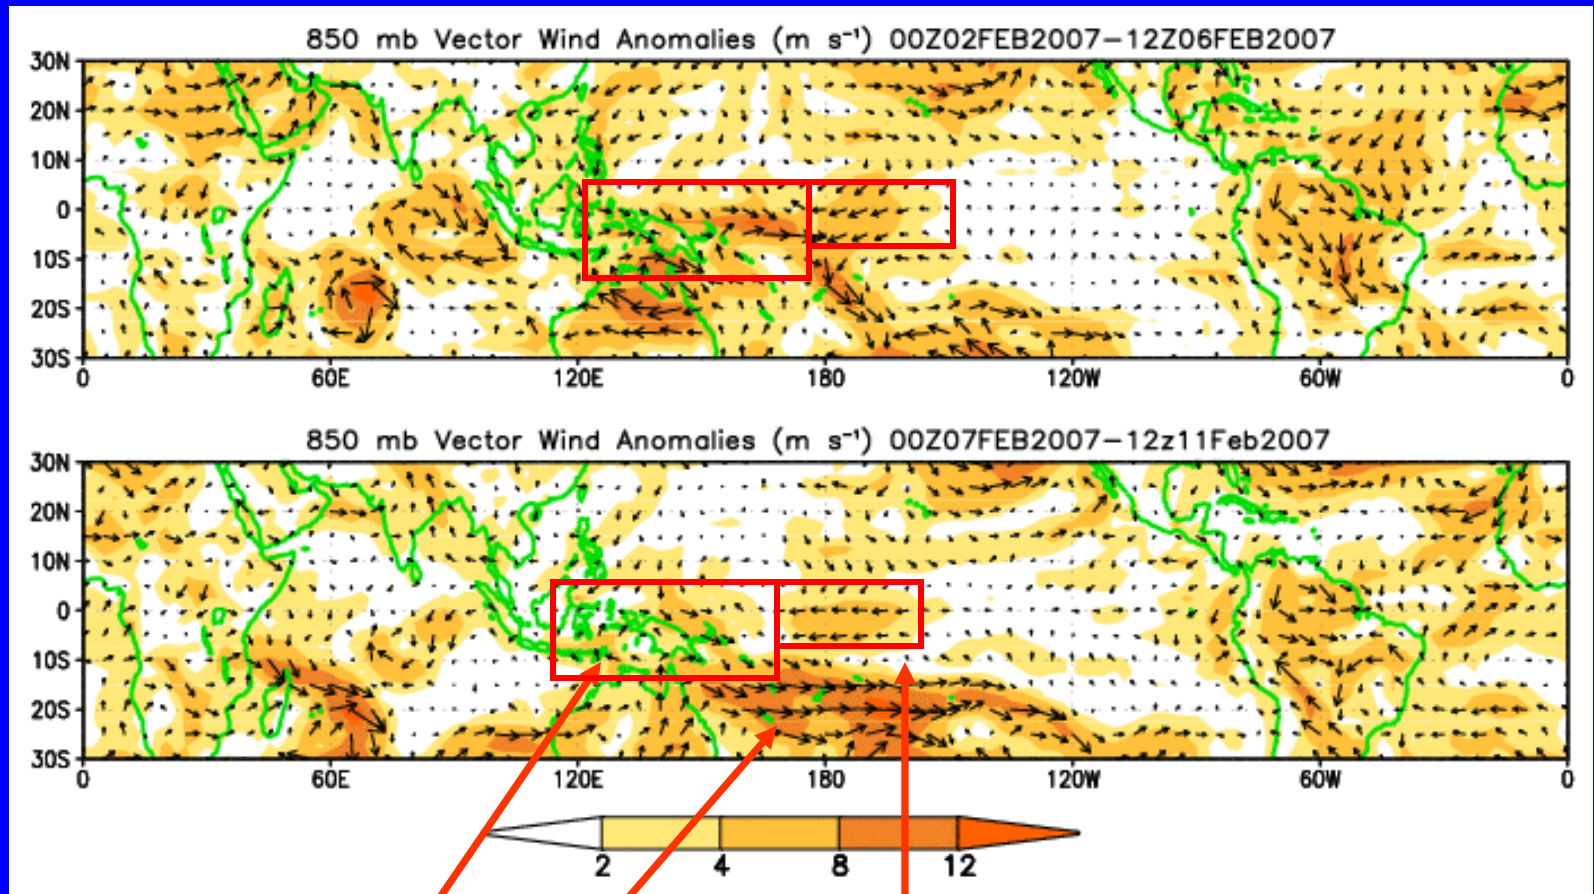 850 mb Vector Wind Anomalies (m s⁻¹) 00Z02FEB2007–12Z06FEB2007
30N
20N
10N
0
10S
20S
30S
0 60E 120E 180 120W 60W 0
850 mb Vector Wind Anomalies (m s⁻¹) 00Z07FEB2007–12z11Feb2007
30N
20N
10N
0
10S
20S
30S
0 60E 120E 180 120W 60W 0
2 4 8 12